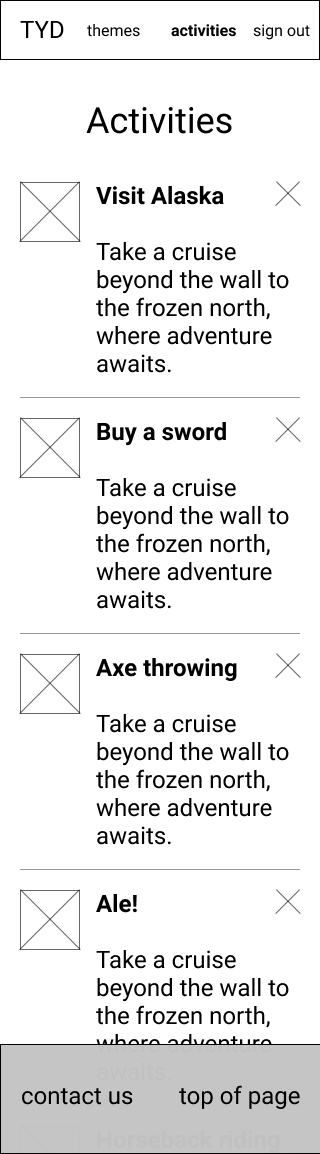 TYD themes activities sign out
Activities
Visit Alaska
Take a cruise
beyond the wall to
the frozen north,
where adventure
awaits.
Buy a sword
Take a cruise
beyond the wall to
the frozen north,
where adventure
awaits.
Axe throwing
Take a cruise
beyond the wall to
the frozen north,
where adventure
awaits.
Ale!
Take a cruise
beyond the wall to
the frozen north,
where adventure
awaits.
contact us top of page
Horseback riding